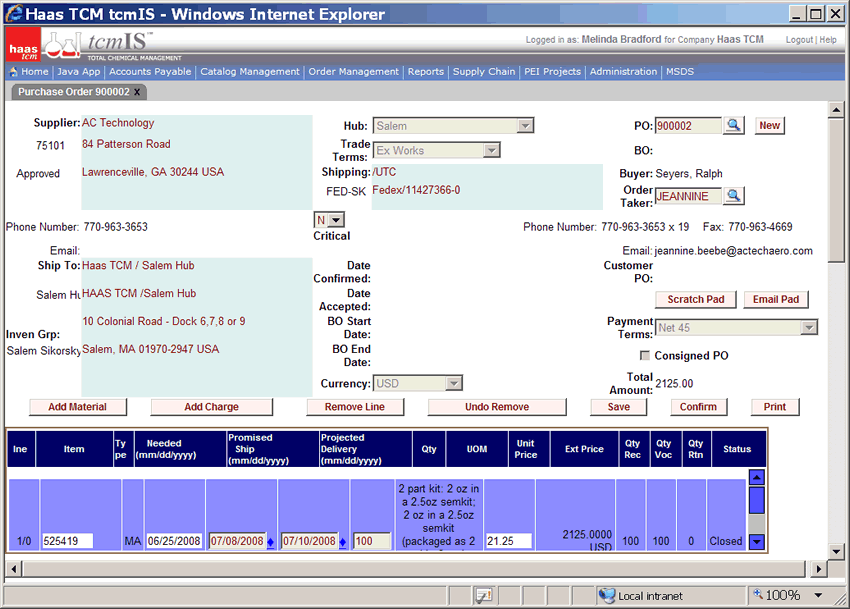 Haas TCM tcmIS - Windows Internet Explorer
haas tcm
tcmIS™
TOTAL CHEMICAL MANAGEMENT
Logged in as: Melinda Bradford for Company Haas TCM
Logout | Help
Home | Java App | Accounts Payable | Catalog Management | Order Management | Reports | Supply Chain | PEI Projects | Administration | MSDS
Purchase Order 900002 x
Supplier: AC Technology
75101 84 Patterson Road
Approved Lawrenceville, GA 30244 USA
Hub: Salem
Trade Terms: Ex Works
Shipping: /UTC
FED-SK Fedex/11427366-0
PO: 900002 New
BO:
Buyer: Seyers, Ralph
Order Taker: JEANNINE
Phone Number: 770-963-3653
N
Critical
Phone Number: 770-963-3653 x 19 Fax: 770-963-4669
Email:
Email: jeannine.beebe@actechaero.com
Ship To: Haas TCM / Salem Hub
Salem Hu HAAS TCM /Salem Hub
10 Colonial Road - Dock 6,7,8 or 9
Inven Grp:
Salem Sikorsky Salem, MA 01970-2947 USA
Date Confirmed:
Date Accepted:
BO Start Date:
BO End Date:
Currency: USD
Customer PO:
Scratch Pad Email Pad
Payment Terms: Net 45
Consigned PO
Total Amount: 2125.00
Add Material Add Charge Remove Line Undo Remove Save Confirm Print
ine Item Ty pe Needed (mm/dd/yyyy) Promised Ship (mm/dd/yyyy) Projected Delivery (mm/dd/yyyy) Qty UOM Unit Price Ext Price Qty Rec Qty Voc Qty Rtn Status
2 part kit: 2 oz in
a 2.5oz semkit;
2 oz in a 2.5oz
semkit
(packaged as 2
1/0 525419 MA 06/25/2008 07/08/2008 07/10/2008 100 21.25 2125.0000 USD 100 100 0 Closed
Local intranet
100%